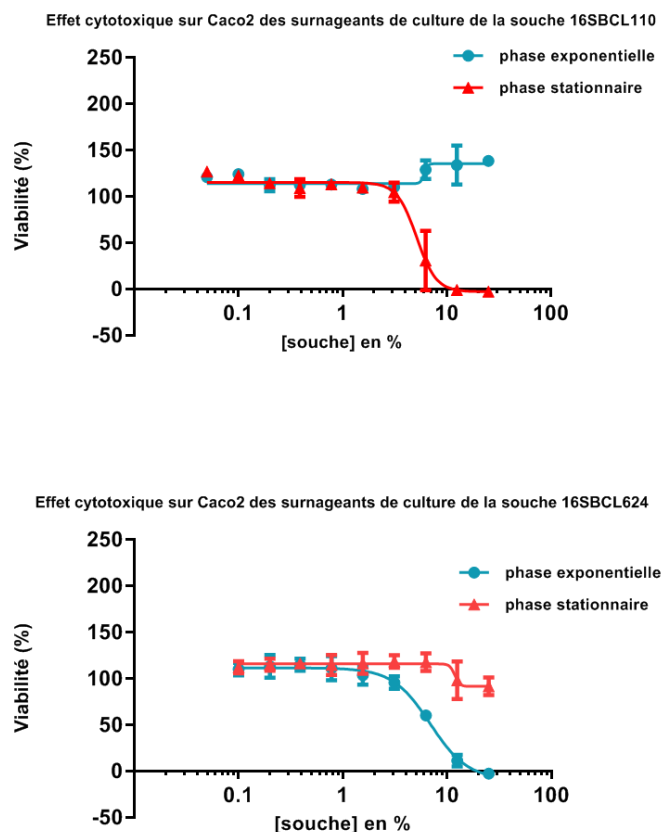 Effet cytotoxique sur Caco2 des surnageants de culture de la souche 16SBCL110
phase exponentielle
phase stationnaire
Viabilité (%)
250
200
150
100
50
0
-50
0.1
1
10
100
[souche] en %
Effet cytotoxique sur Caco2 des surnageants de culture de la souche 16SBCL624
phase exponentielle
phase stationnaire
Viabilité (%)
250
200
150
100
50
0
-50
0.1
1
10
100
[souche] en %